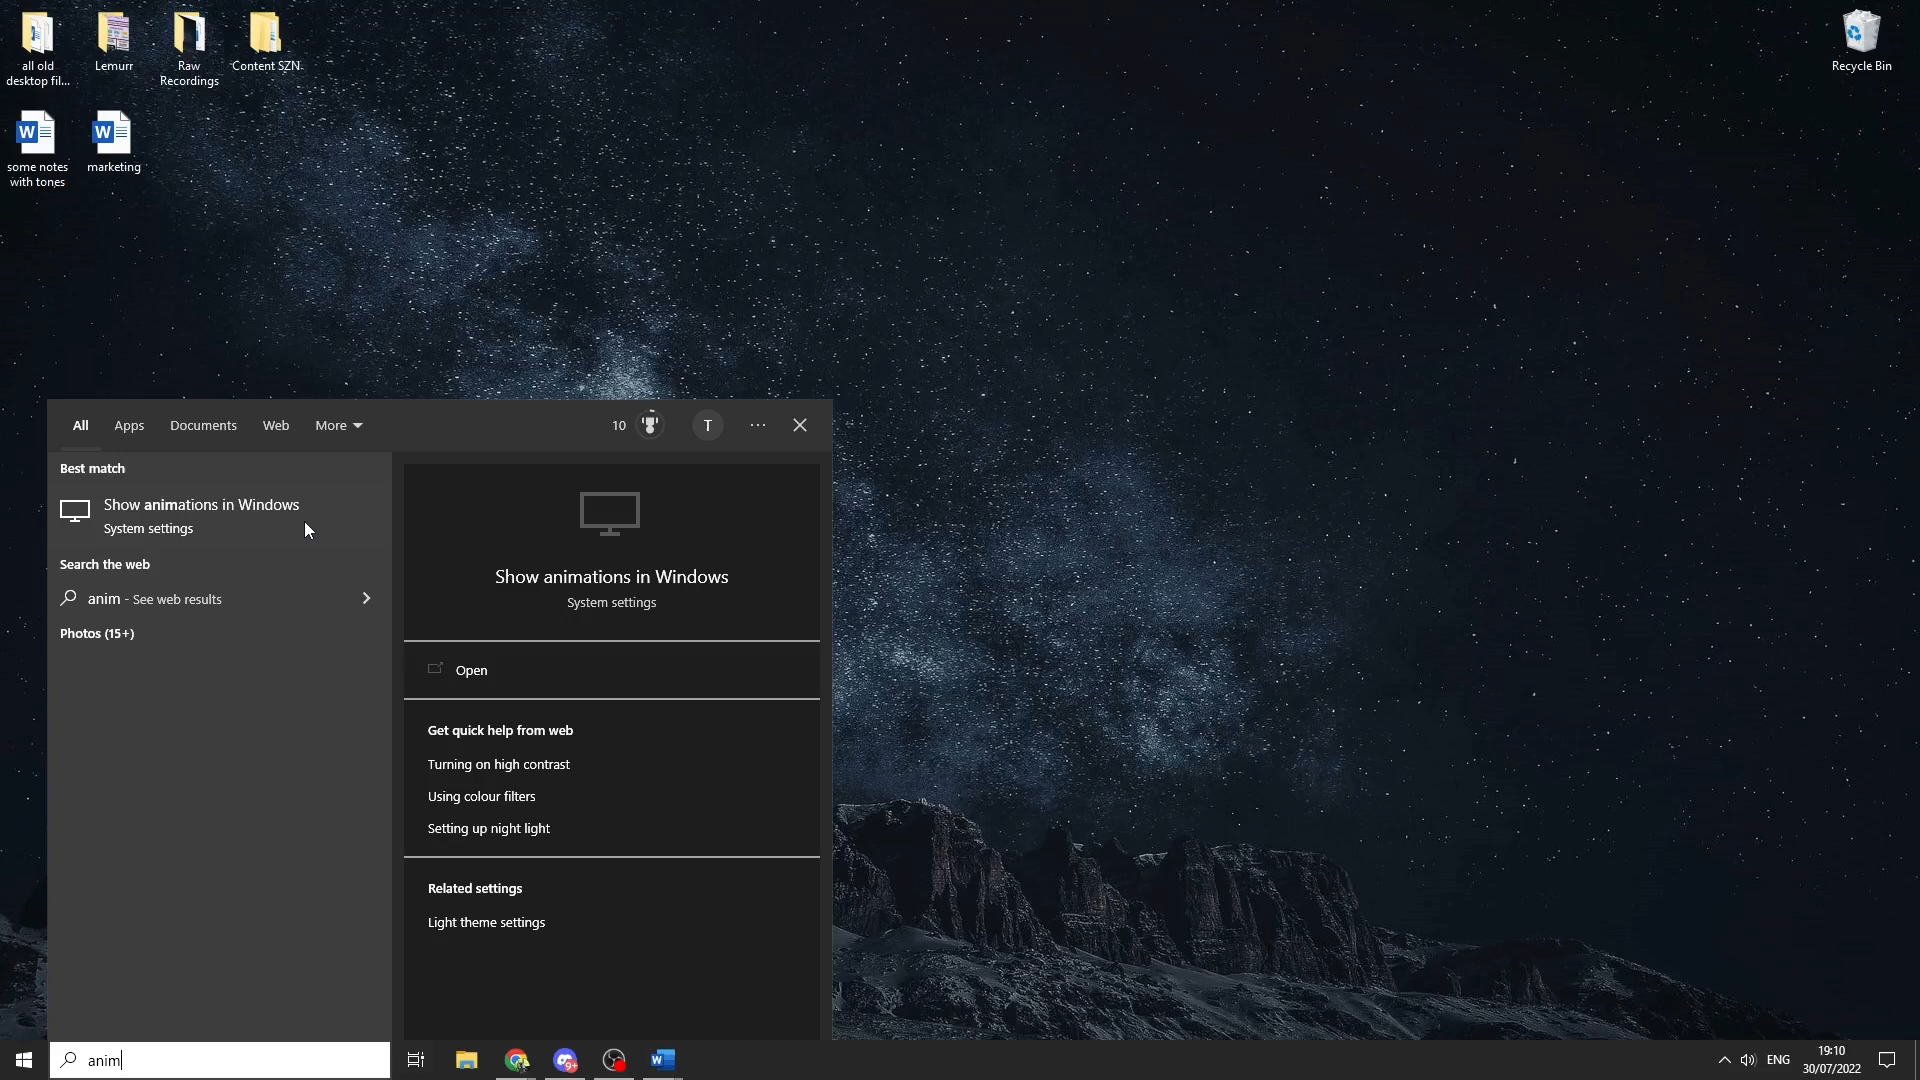 all old
desktop fil...
Lemurr
Raw
Recordings
Content SZN
Recycle Bin
some notes
with tones
marketing
All
Apps
Documents
Web
More
10
T
Best match
Show animations in Windows
System settings
Search the web
anim - See web results
Photos (15+)
Show animations in Windows
System settings
Open
Get quick help from web
Turning on high contrast
Using colour filters
Setting up night light
Related settings
Light theme settings
anim
9+
W
ENG
19:10
30/07/2022